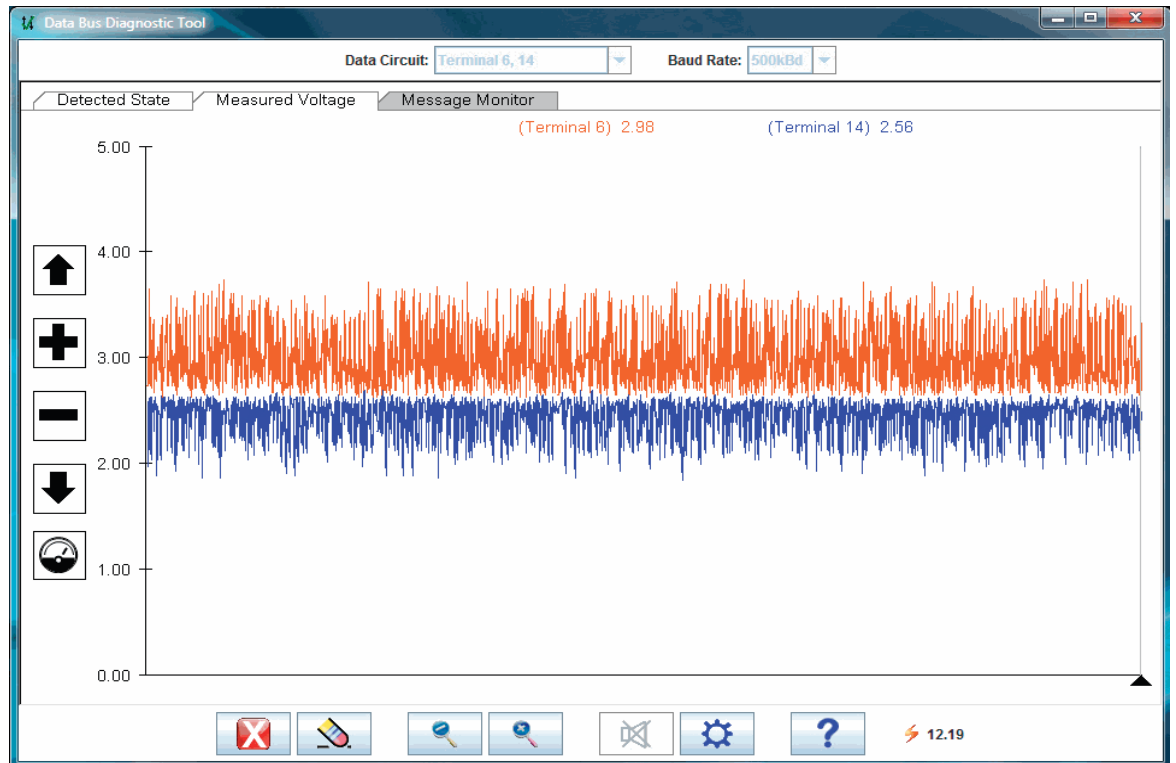 Data Bus Diagnostic Tool
Data Circuit: Terminal 6, 14 Baud Rate: 500kBd
Detected State Measured Voltage Message Monitor
(Terminal 6) 2.98 (Terminal 14) 2.56
5.00
4.00
3.00
2.00
1.00
0.00
? 12.19